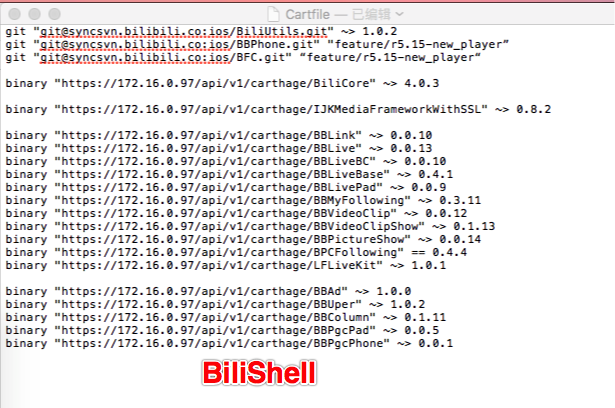 Cartfile — 已编辑
git "git@syncsvn.bilibili.co:ios/BiliUtils.git" ~> 1.0.2
git "git@syncsvn.bilibili.co:ios/BBPhone.git" "feature/r5.15-new_player”
git "git@syncsvn.bilibili.co:ios/BFC.git" “feature/r5.15-new_player“
binary "https://172.16.0.97/api/v1/carthage/BiliCore" ~> 4.0.3
binary "https://172.16.0.97/api/v1/carthage/IJKMediaFrameworkWithSSL" ~> 0.8.2
binary "https://172.16.0.97/api/v1/carthage/BBLink" ~> 0.0.10
binary "https://172.16.0.97/api/v1/carthage/BBLive" ~> 0.0.13
binary "https://172.16.0.97/api/v1/carthage/BBLiveBC" ~> 0.0.10
binary "https://172.16.0.97/api/v1/carthage/BBLiveBase" ~> 0.4.1
binary "https://172.16.0.97/api/v1/carthage/BBLivePad" ~> 0.0.9
binary "https://172.16.0.97/api/v1/carthage/BBMyFollowing" ~> 0.3.11
binary "https://172.16.0.97/api/v1/carthage/BBVideoClip" ~> 0.0.12
binary "https://172.16.0.97/api/v1/carthage/BBVideoClipShow" ~> 0.1.13
binary "https://172.16.0.97/api/v1/carthage/BBPictureShow" ~> 0.0.14
binary "https://172.16.0.97/api/v1/carthage/BPCFollowing" == 0.4.4
binary "https://172.16.0.97/api/v1/carthage/LFLiveKit" ~> 1.0.1
binary "https://172.16.0.97/api/v1/carthage/BBAd" ~> 1.0.0
binary "https://172.16.0.97/api/v1/carthage/BBUper" ~> 1.0.2
binary "https://172.16.0.97/api/v1/carthage/BBColumn" ~> 0.1.11
binary "https://172.16.0.97/api/v1/carthage/BBPgcPad" ~> 0.0.5
binary "https://172.16.0.97/api/v1/carthage/BBPgcPhone" ~> 0.0.1
BiliShell